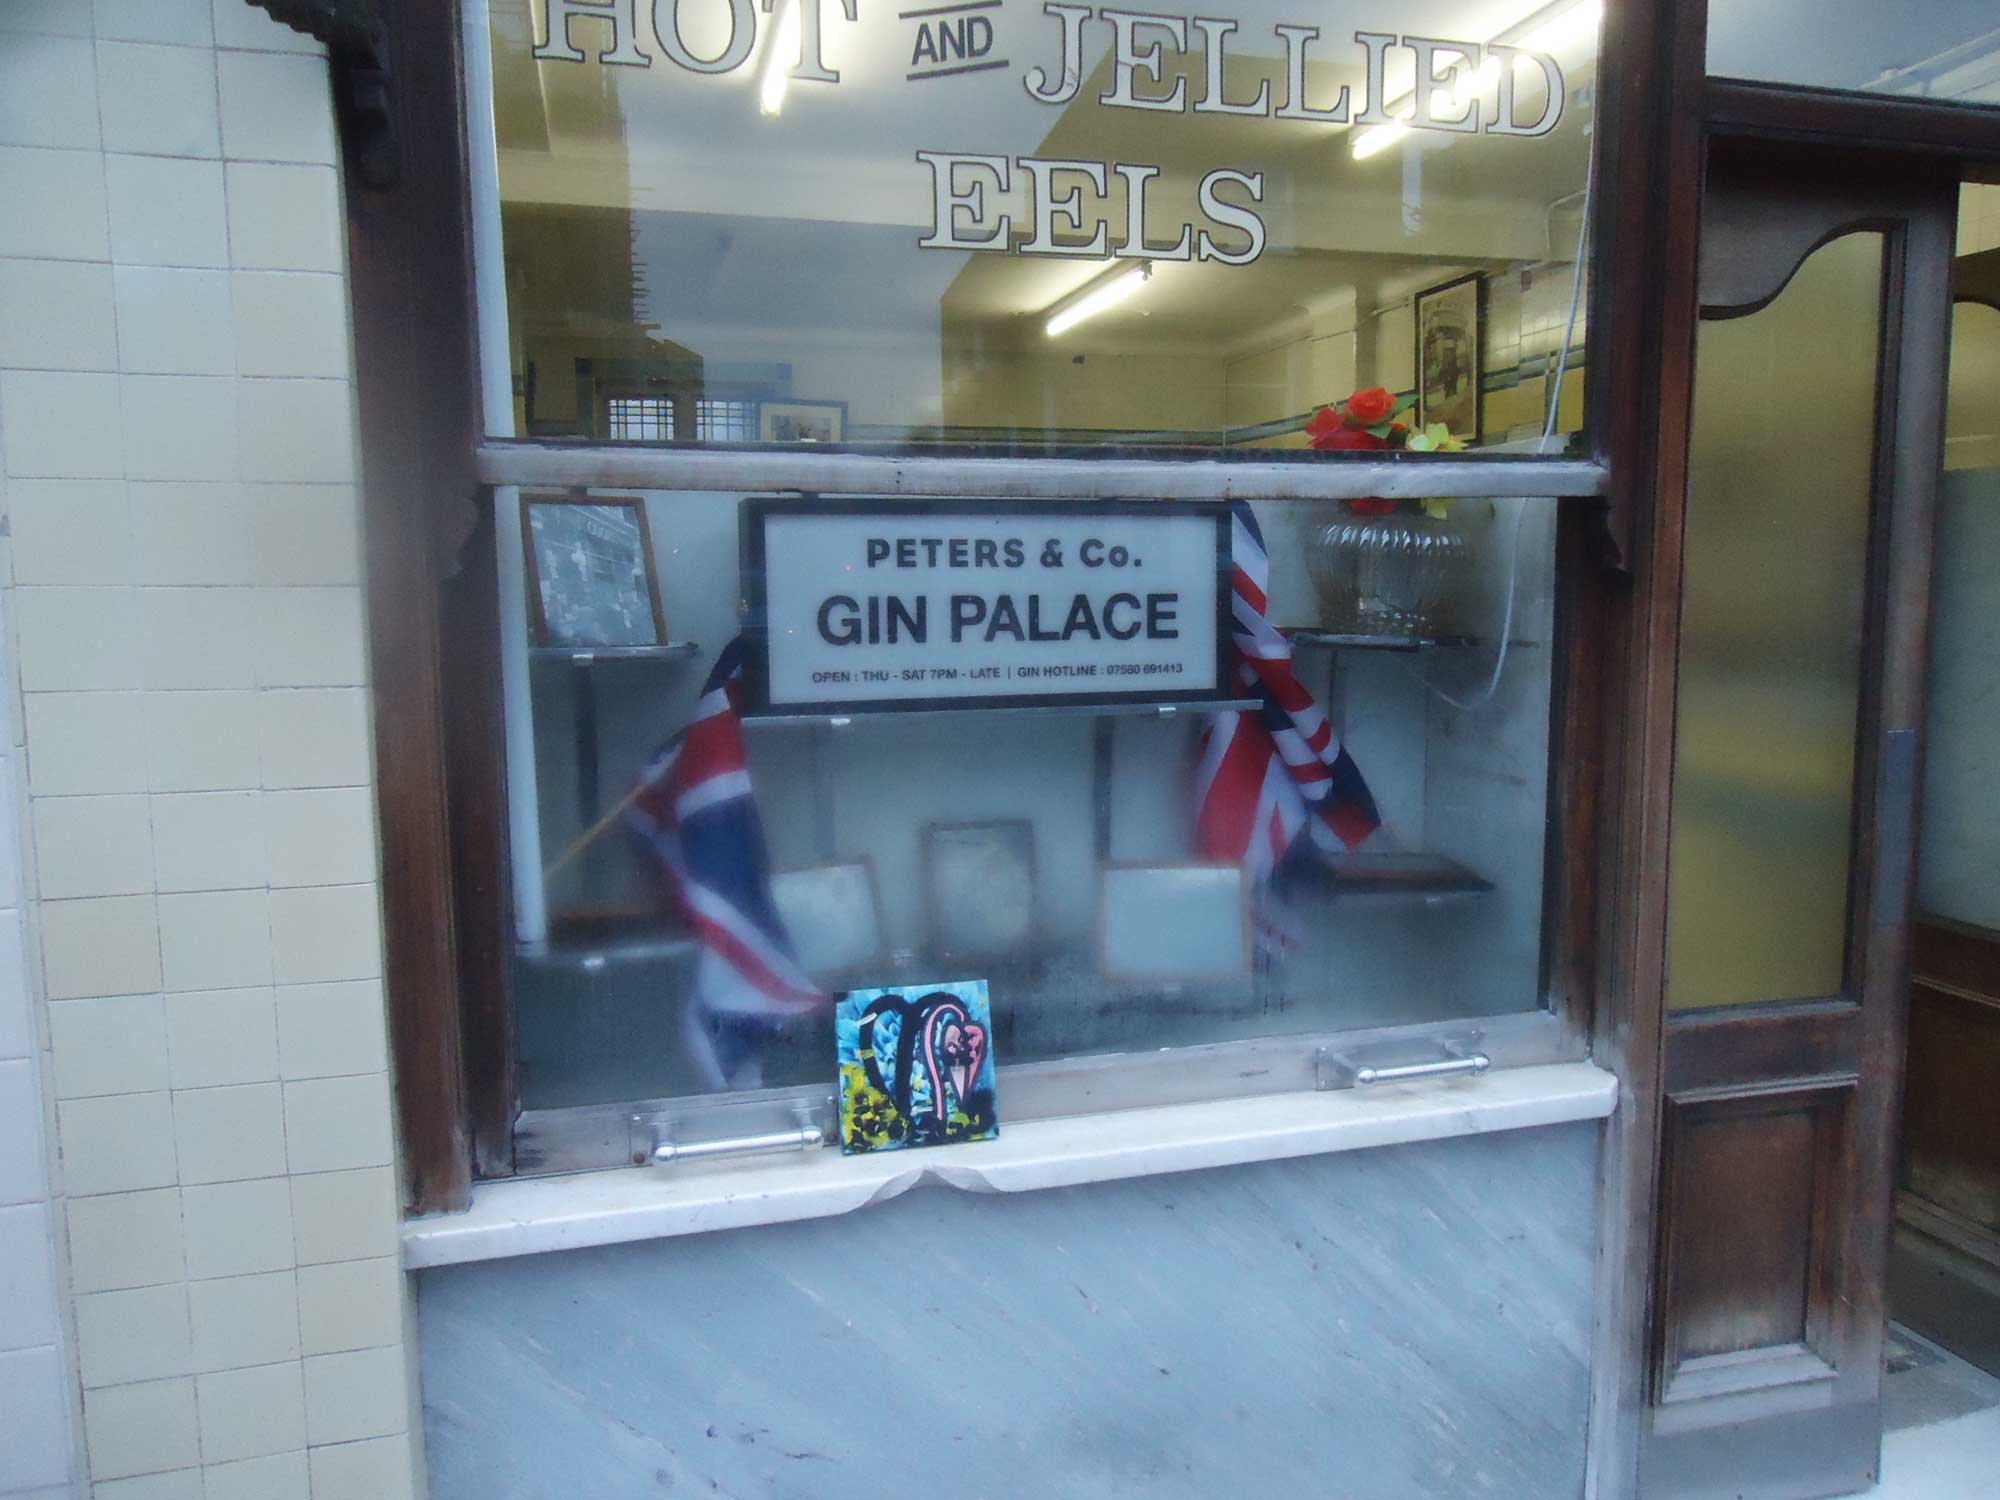 HOT AND JELLIED
EELS
PETERS & Co.
GIN PALACE
OPEN : THU - SAT 7PM - LATE | GIN HOTLINE : 07580 691413